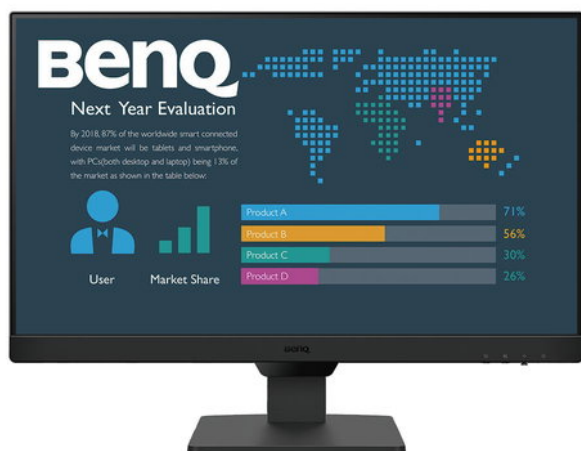 BenQ
Next Year Evaluation
By 2018, 87% of the worldwide smart connected
device market will be tablets and smartphone,
with PCs(both desktop and laptop) being 13% of
the market as shown in the table below:
Product A 71%
Product B 56%
Product C 30%
Product D 26%
User Market Share
BenQ